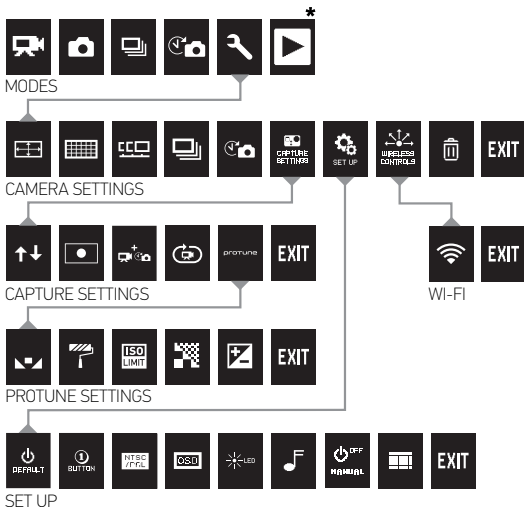 *
MODES
CAPTURE SETTINGS
SET UP
WIRELESS CONTROLS
EXIT
CAMERA SETTINGS
protune
EXIT
EXIT
CAPTURE SETTINGS
WI-FI
ISO LIMIT
EXIT
PROTUNE SETTINGS
DEFAULT
1 BUTTON
NTSC /PAL
OSD
LED
OFF MANUAL
EXIT
SET UP